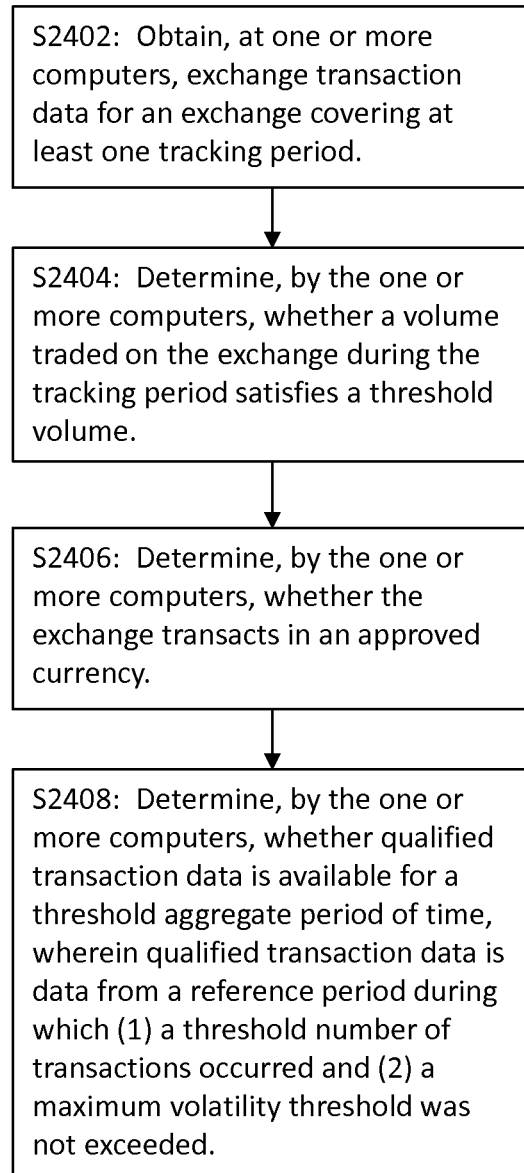 S2402:  Obtain, at one or more
computers, exchange transaction
data for an exchange covering at
least one tracking period.
S2404:  Determine, by the one or
more computers, whether a volume
traded on the exchange during the
tracking period satisfies a threshold
volume.
S2406:  Determine, by the one or
more computers, whether the
exchange transacts in an approved
currency.
S2408:  Determine, by the one or
more computers, whether qualified
transaction data is available for a
threshold aggregate period of time,
wherein qualified transaction data is
data from a reference period during
which (1) a threshold number of
transactions occurred and (2) a
maximum volatility threshold was
not exceeded.